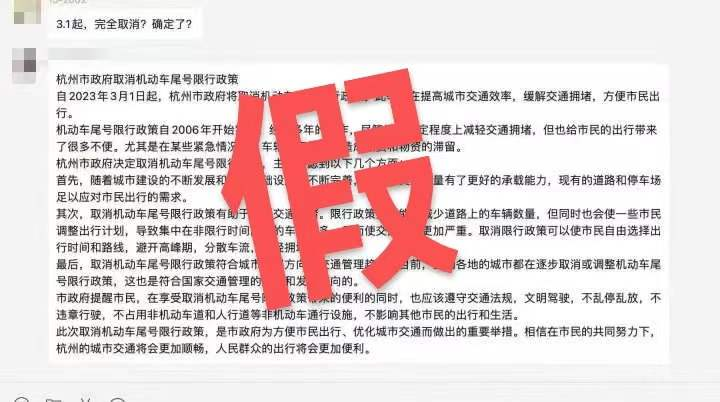 3.1起，完全取消？确定了？
杭州市政府取消机动车尾号限行政策
自2023年3月1日起，杭州市政府将取消机动车 行政 在提高城市交通效率，缓解交通拥堵，方便市民出
行。
机动车尾号限行政策自2006年开始 经 多年的 作， 定程度上减轻交通拥堵，但也给市民的出行带来
了很多不便。尤其是在某些紧急情况 车辆 和物资的滞留。
杭州市政府决定取消机动车尾号限行 主 以下几个方面
首先，随着城市建设的不断发展和 础设 不断完善 量有了更好的承载能力，现有的道路和停车场
足以应对市民出行的需求。
其次，取消机动车尾号限行政策有助于 交通 。限行政策 减少道路上的车辆数量，但同时也会使一些市民
调整出行计划，导致集中在非限行时间 的车 多 而使交 更加严重。取消限行政策可以使市民自由选择出
行时间和路线，避开高峰期，分散车流， 轻拥
最后，取消机动车尾号限行政策符合城市 方向 交通管理 目前， 各地的城市都在逐步取消或调整机动车尾
号限行政策，这也是符合国家交通管理的 和发 向的。
市政府提醒市民，在享受取消机动车尾号限 政策带来的便利的同时，也应该遵守交通法规，文明驾驶，不乱停乱放，不
违章行驶，不占用非机动车道和人行道等非机动车通行设施，不影响其他市民的出行和生活。
此次取消机动车尾号限行政策，是市政府为方便市民出行、优化城市交通而做出的重要举措。相信在市民的共同努力下，
杭州的城市交通将会更加顺畅，人民群众的出行将会更加便利。
假